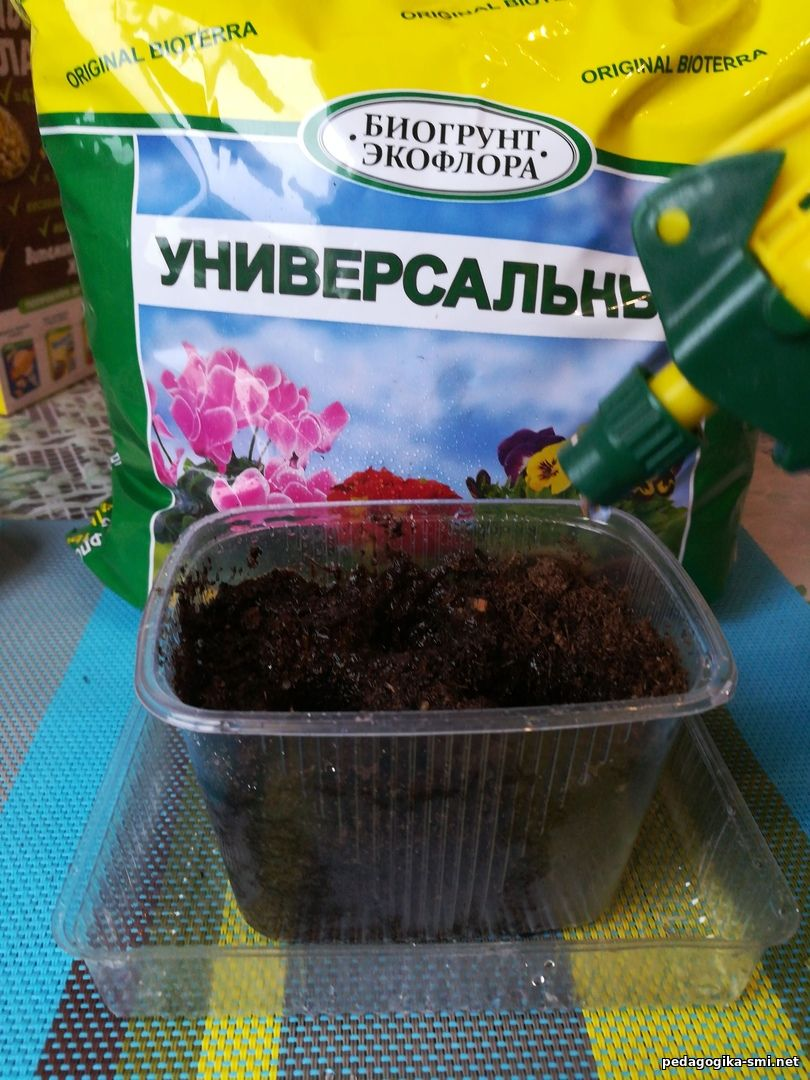 ORIGINAL BIOTERRA
ORIGINAL BIOTERRA
ORIGINAL BIOTERRA
БИОГРУНТ
ЭКОФЛОРА
УНИВЕРСАЛЬНЫ
pedagogika-smi.net